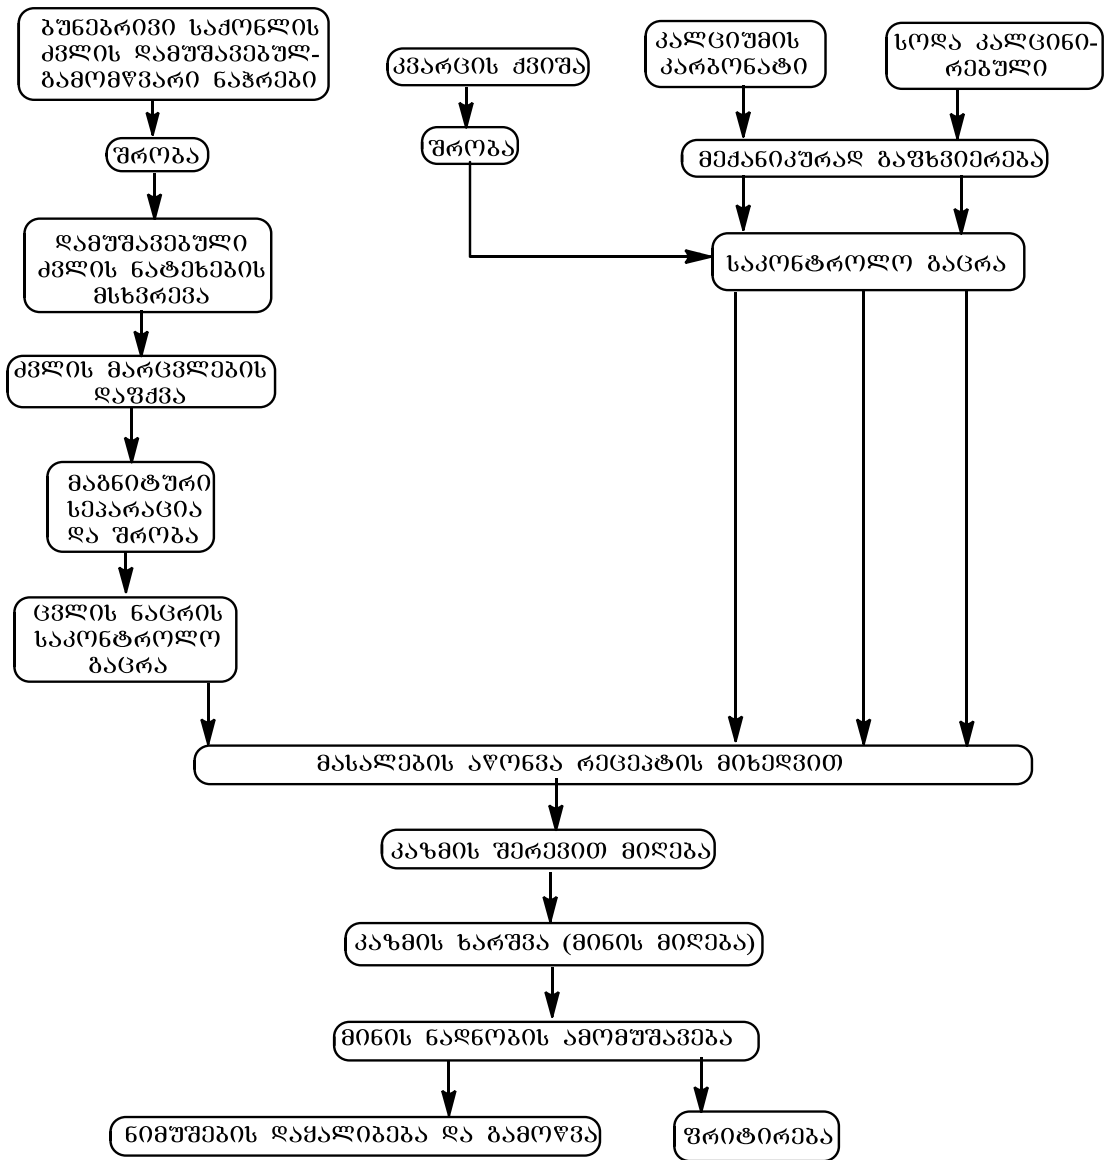 ბუნებრივი საქონლის
ძვლის დამუშავებულ-
გამომწვარი ნაჭრები
შრობა
დამუშავებული
ძვლის ნატეხების
მსხვრევა
ძვლის მარცვლების
დაფქვა
მაგნიტური
სეპარაცია
და შრობა
ცვლის ნაცრის
საკონტროლო
გაცრა
კვარცის ქვიშა
შრობა
კალციუმის
კარბონატი
სოდა კალცინი-
რებული
მექანიკურად გაფხვიერება
საკონტროლო გაცრა
მასალების აწონვა რეცეპტის მიხედვით
კაზმის შერევით მიღება
კაზმის ხარშვა (მინის მიღება)
მინის ნადნობის ამომუშავება
ნიმუშების დაყალიბება და გამოწვა
ფრიტირება